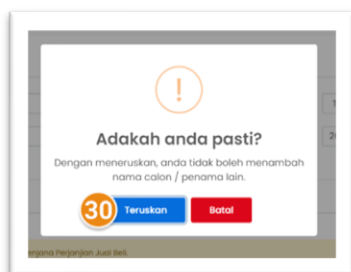 !
Adakah anda pasti?
Dengan meneruskan, anda tidak boleh menambah
nama calon / penama lain.
30 Teruskan Batal
Perjanjian Jual Beli.